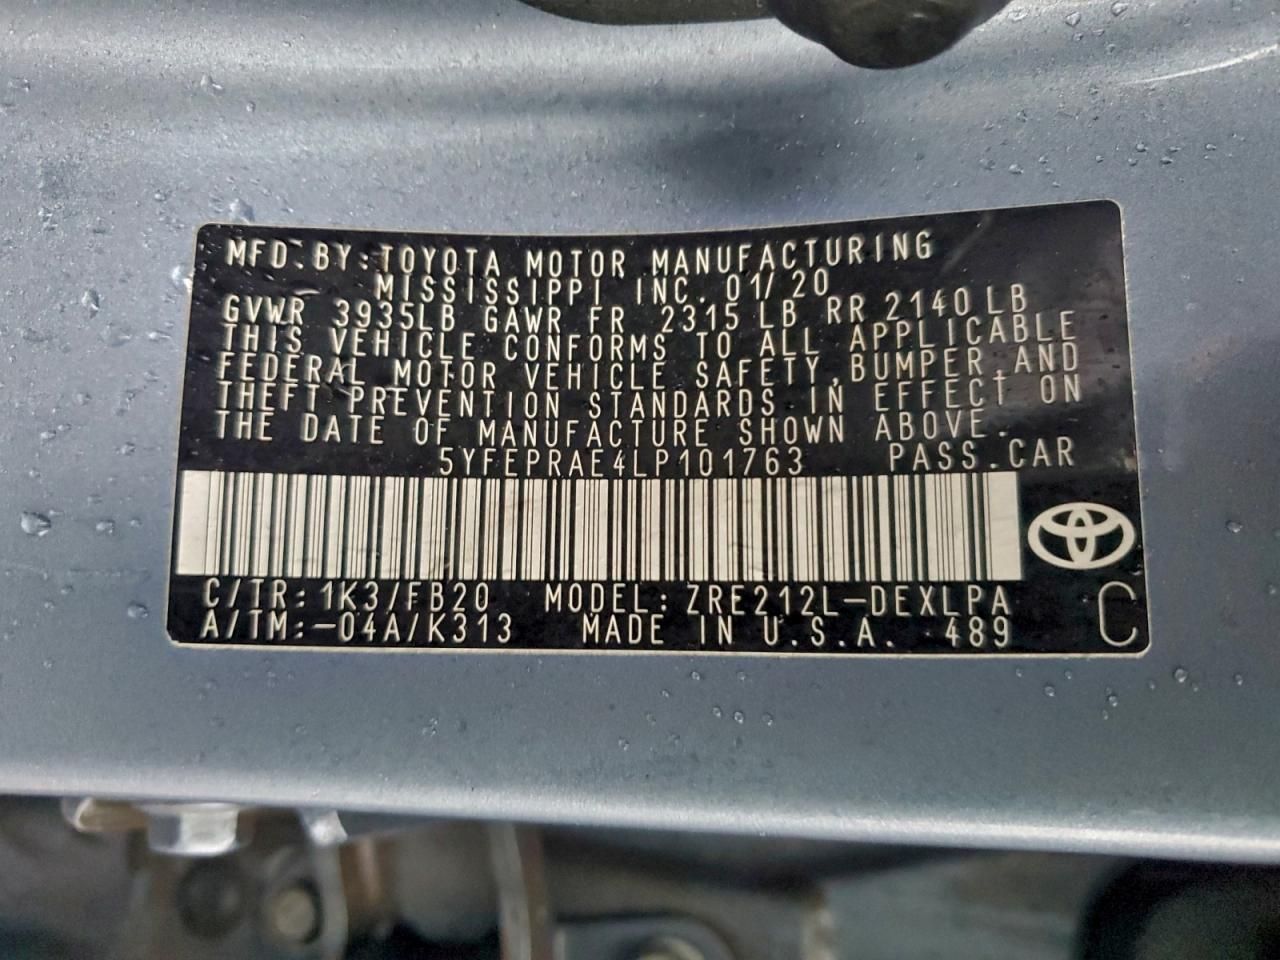 MFD. BY: TOYOTA MOTOR MANUFACTURING
MISSISSIPPI INC. 01/20
GVWR 3935LB GAWR FR 2315 LB RR 2140 LB
THIS VEHICLE CONFORMS TO ALL APPLICABLE
FEDERAL MOTOR VEHICLE SAFETY, BUMPER, AND
THEFT PREVENTION STANDARDS IN EFFECT ON
THE DATE OF MANUFACTURE SHOWN ABOVE.
5YFEPRAE4LP101763 PASS. CAR
C/TR: 1K3/FB20 MODEL: ZRE212L-DEXLPA
A/TM: -04A/K313 MADE IN U.S.A. 489 C